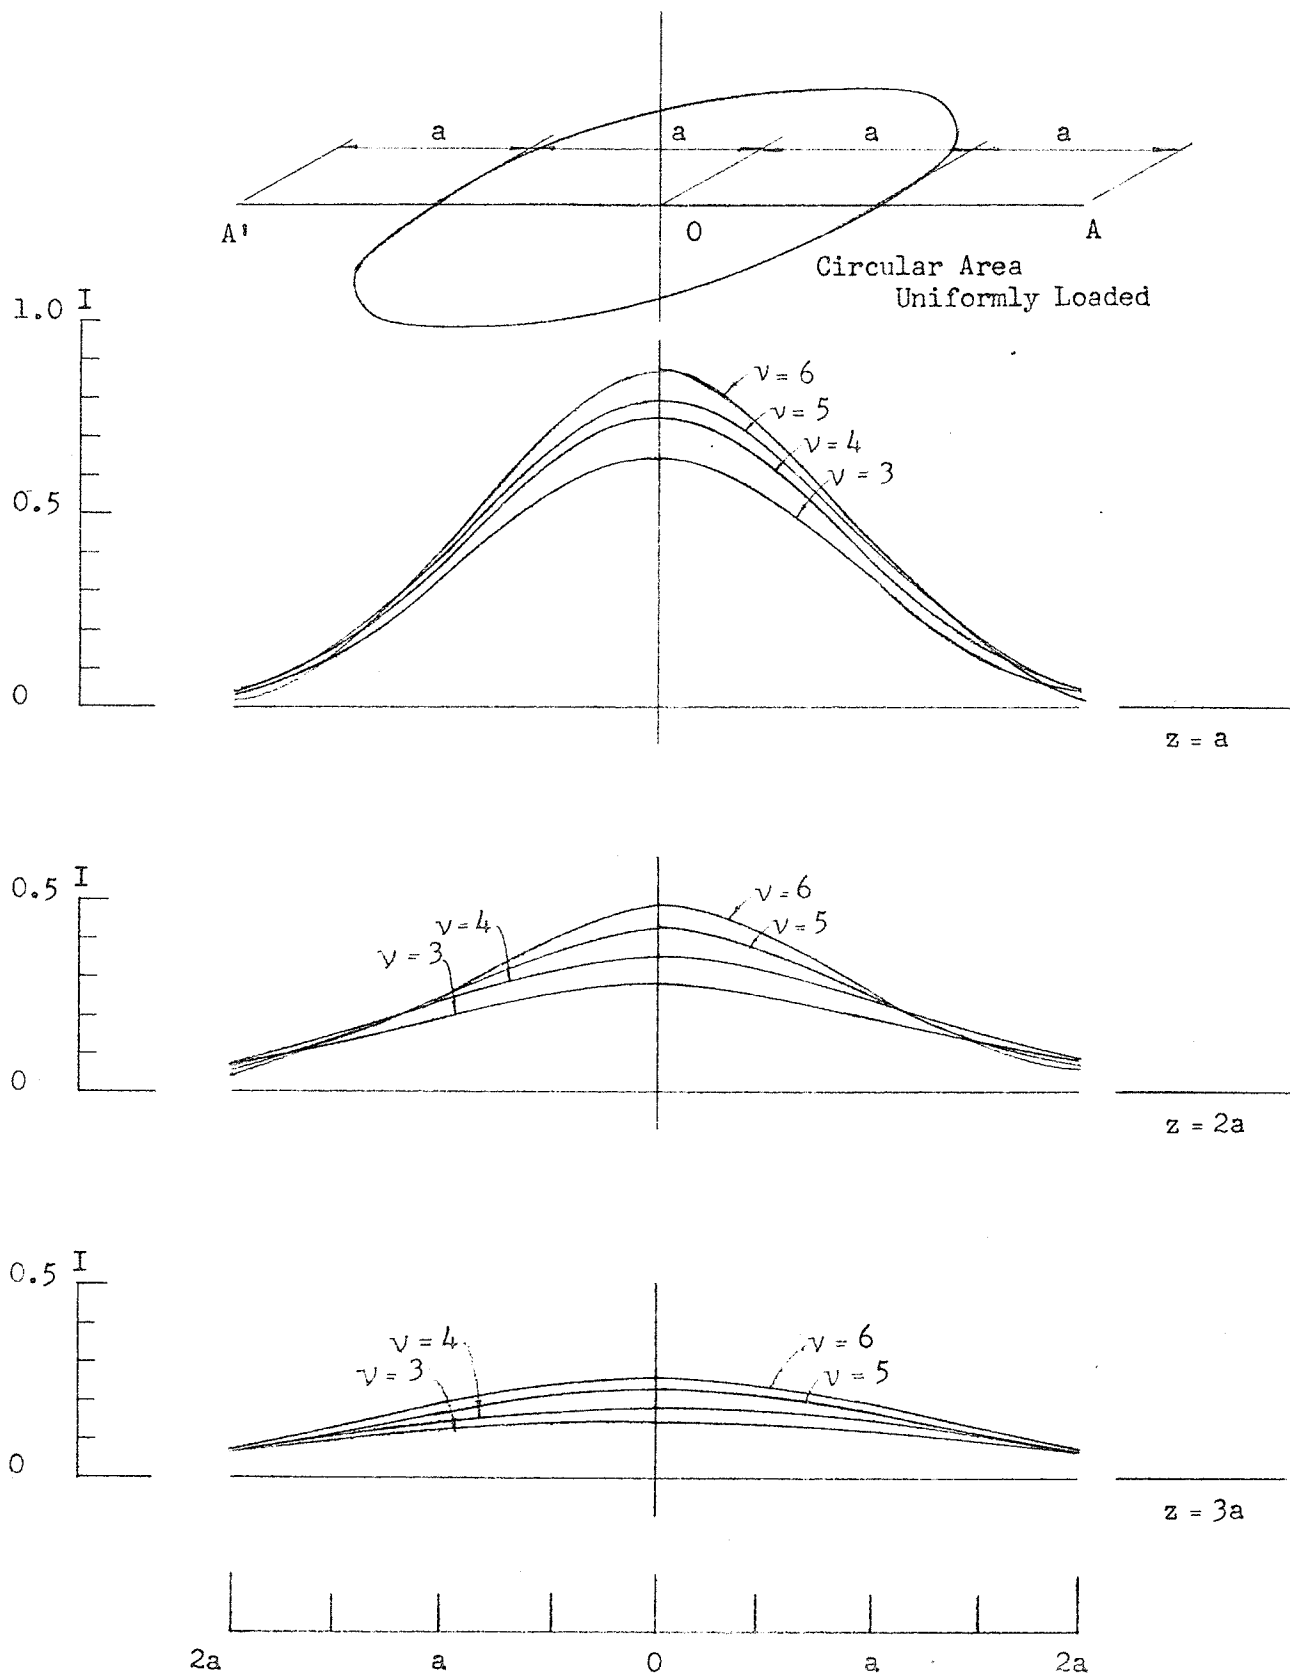 a a a a
A' O A
Circular Area
Uniformly Loaded
1.0 I
ν = 6
ν = 5
ν = 4
ν = 3
0.5
0
z = a
0.5 I
ν = 6
ν = 4
ν = 5
ν = 3
0
z = 2a
0.5 I
ν = 4
ν = 6
ν = 3
ν = 5
0
z = 3a
2a a 0 a 2a